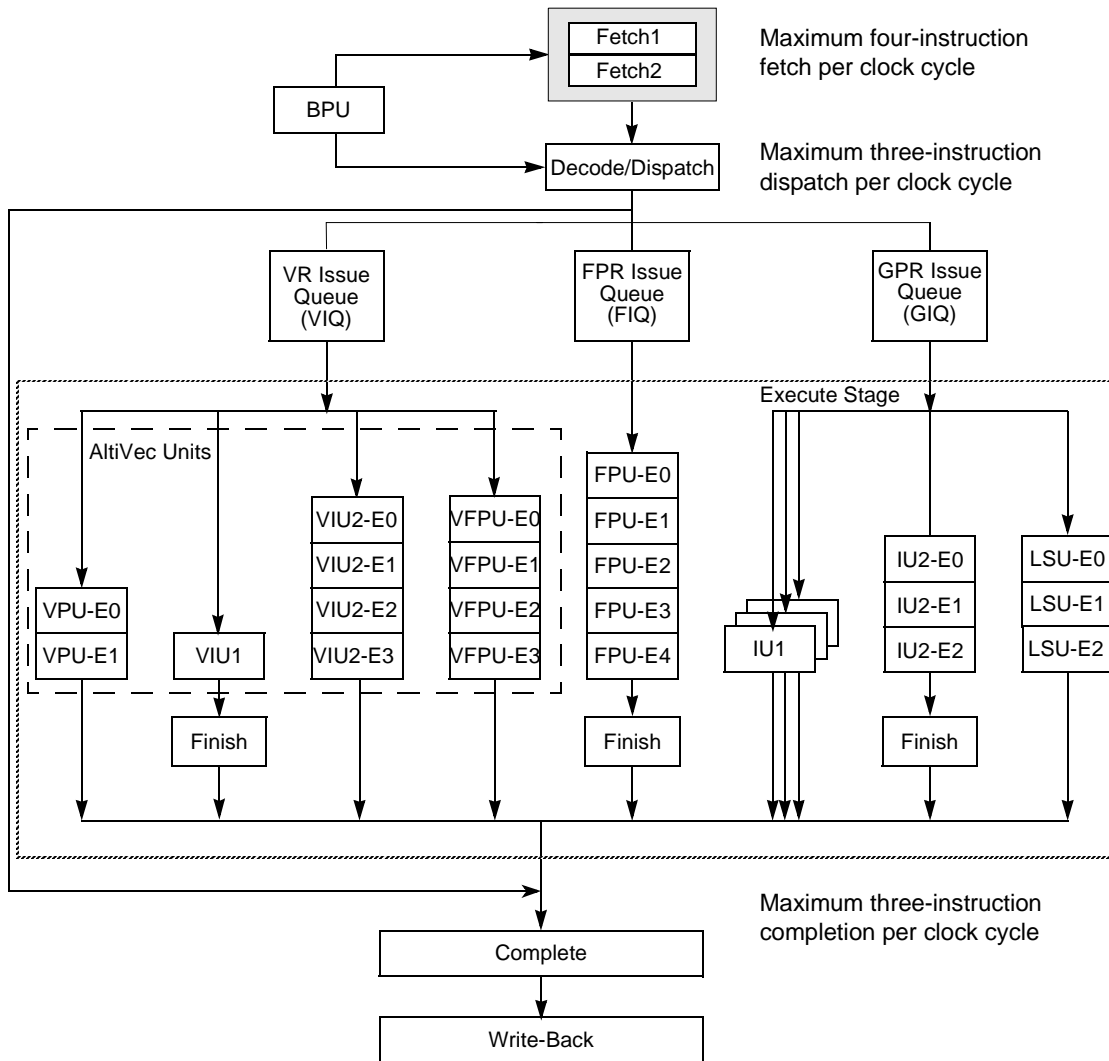 Fetch1
Fetch2
Maximum four-instruction
fetch per clock cycle
BPU
Decode/Dispatch
Maximum three-instruction
dispatch per clock cycle
VR Issue
Queue
(VIQ)
FPR Issue
Queue
(FIQ)
GPR Issue
Queue
(GIQ)
Execute Stage
AltiVec Units
VPU-E0
VPU-E1
VIU1
Finish
VIU2-E0
VIU2-E1
VIU2-E2
VIU2-E3
VFPU-E0
VFPU-E1
VFPU-E2
VFPU-E3
FPU-E0
FPU-E1
FPU-E2
FPU-E3
FPU-E4
Finish
IU1
IU2-E0
IU2-E1
IU2-E2
Finish
LSU-E0
LSU-E1
LSU-E2
Maximum three-instruction
completion per clock cycle
Complete
Write-Back